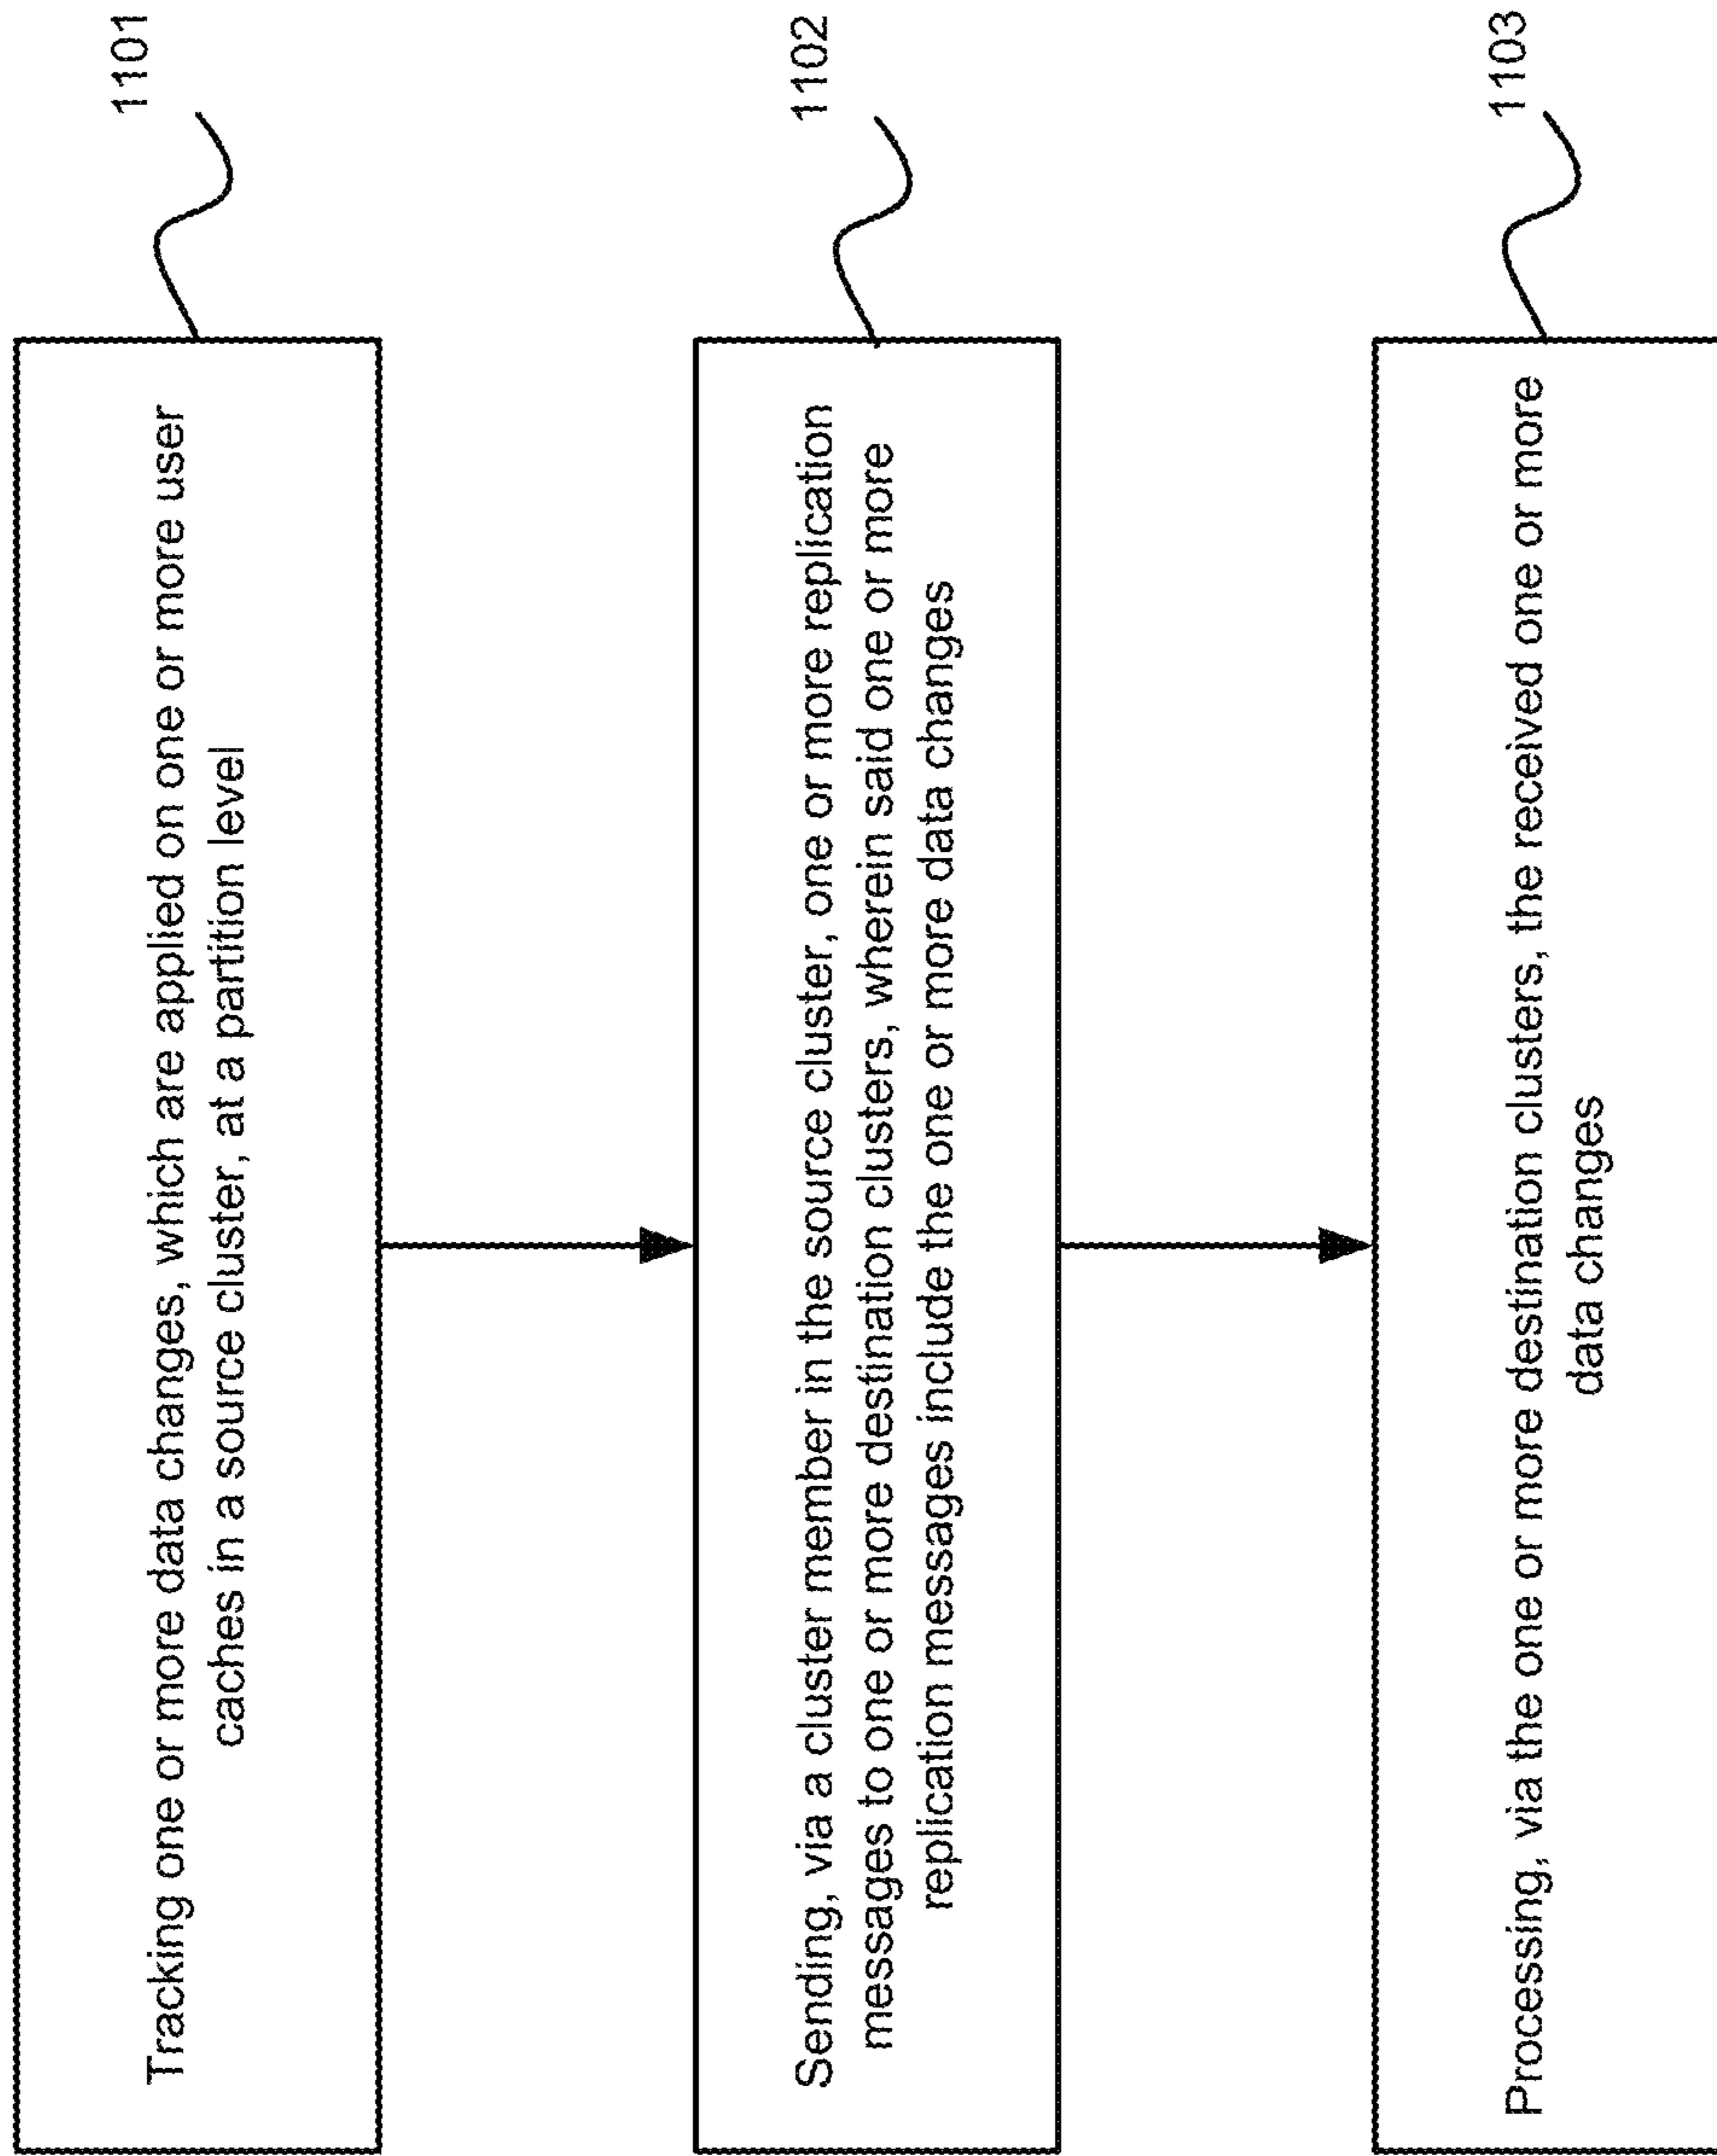 Tracking one or more data changes, which are applied on one or more user
caches in a source cluster, at a partition level
1101
Sending, via a cluster member in the source cluster, one or more replication
messages to one or more destination clusters, wherein said one or more
replication messages include the one or more data changes
1102
Processing, via the one or more destination clusters, the received one or more
data changes
1103